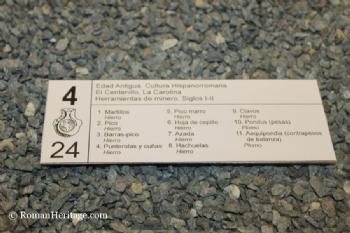 4
Edad Antigua. Cultura Hispanorromana
El Centenillo, La Carolina
Herramientas de minero. Siglos I-II
24
1. Martillos
Hierro
2. Picos
Hierro
3. Barras-pico
Hierro
4. Punterolas y cuñas
Hierro
5. Pico marro
Hierro
6. Hoja de cepillo
Hierro
7. Azada
Hierro
8. Hachuelas
Hierro
9. Clavos
Hierro
10. Pondus (pesas)
Plomo
11. Aequipondia (contrapesos
de balanza)
Plomo
© RomanHeritage.com